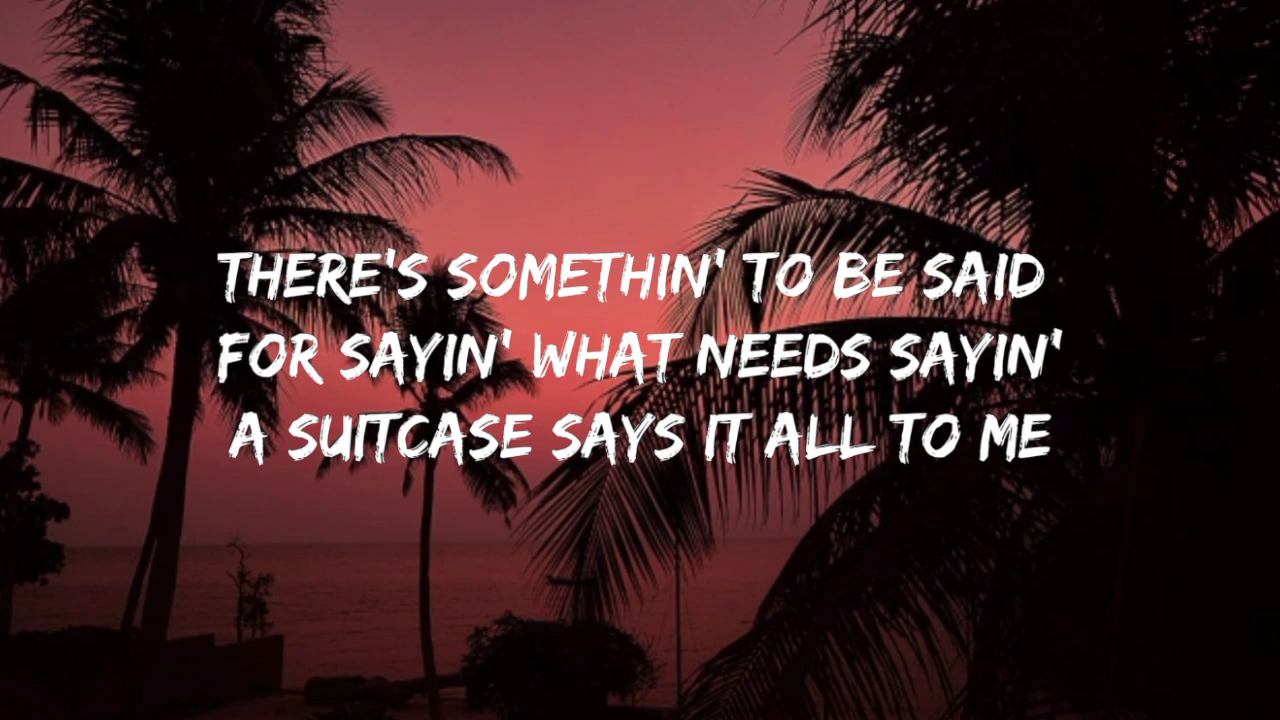 THERE'S SOMETHIN' TO BE SAID
FOR SAYIN' WHAT NEEDS SAYIN'
A SUITCASE SAYS IT ALL TO ME